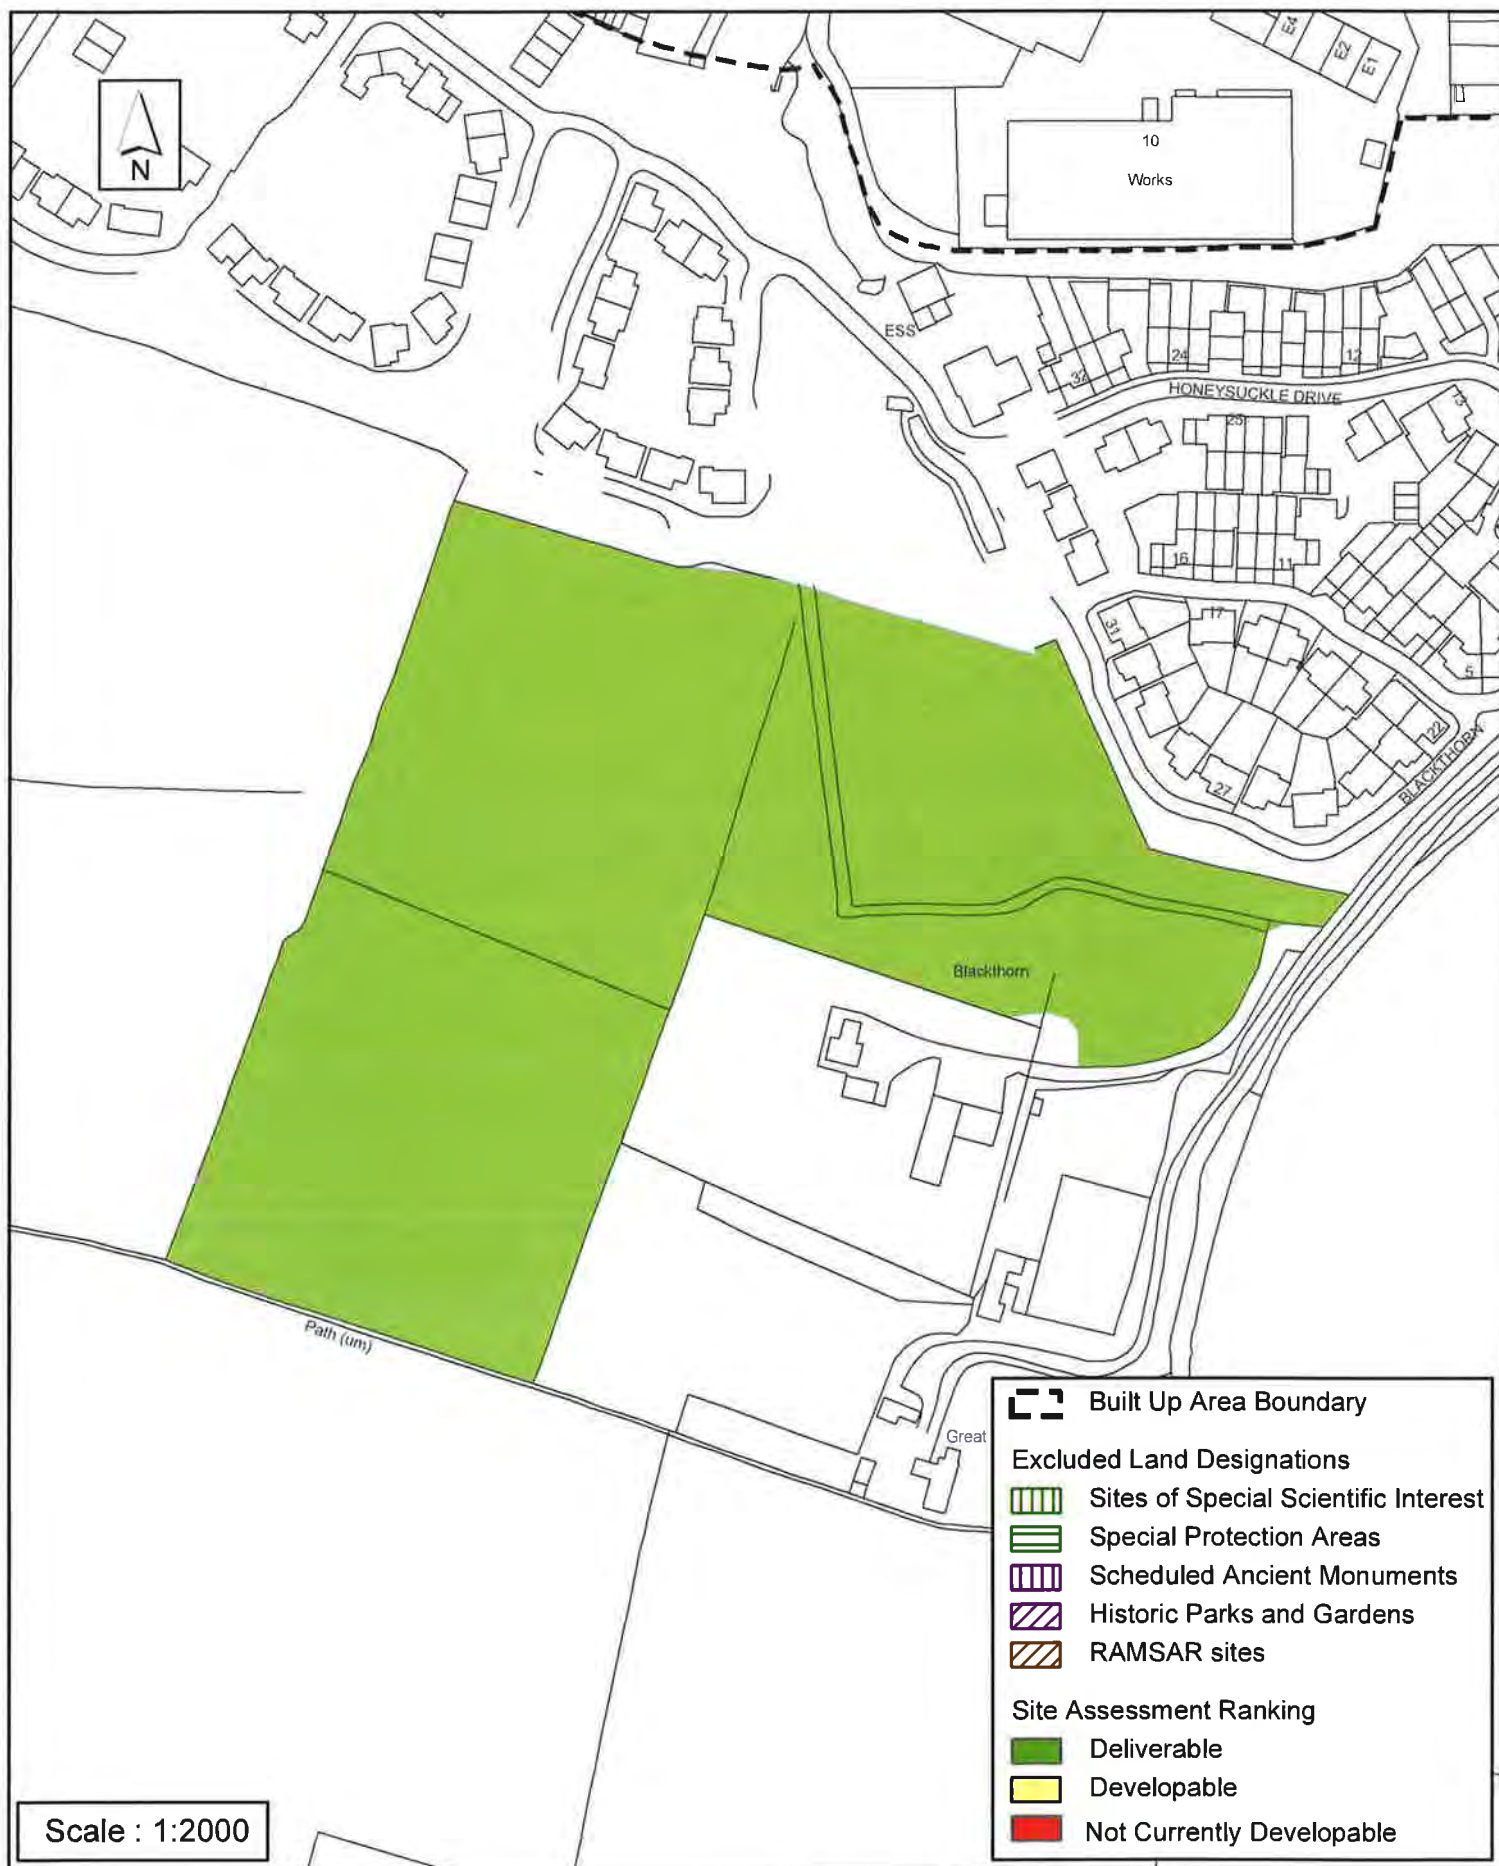 E4
E2
E1
N
10
Works
ESS
32
24
12
HONEYSUCKLE DRIVE
25
13
16
11
31
17
5
22
27
BLACKTHORN
Blackthorn
Path (um)
Great
Built Up Area Boundary
Excluded Land Designations
Sites of Special Scientific Interest
Special Protection Areas
Scheduled Ancient Monuments
Historic Parks and Gardens
RAMSAR sites
Site Assessment Ranking
Deliverable
Developable
Not Currently Developable
Scale : 1:2000